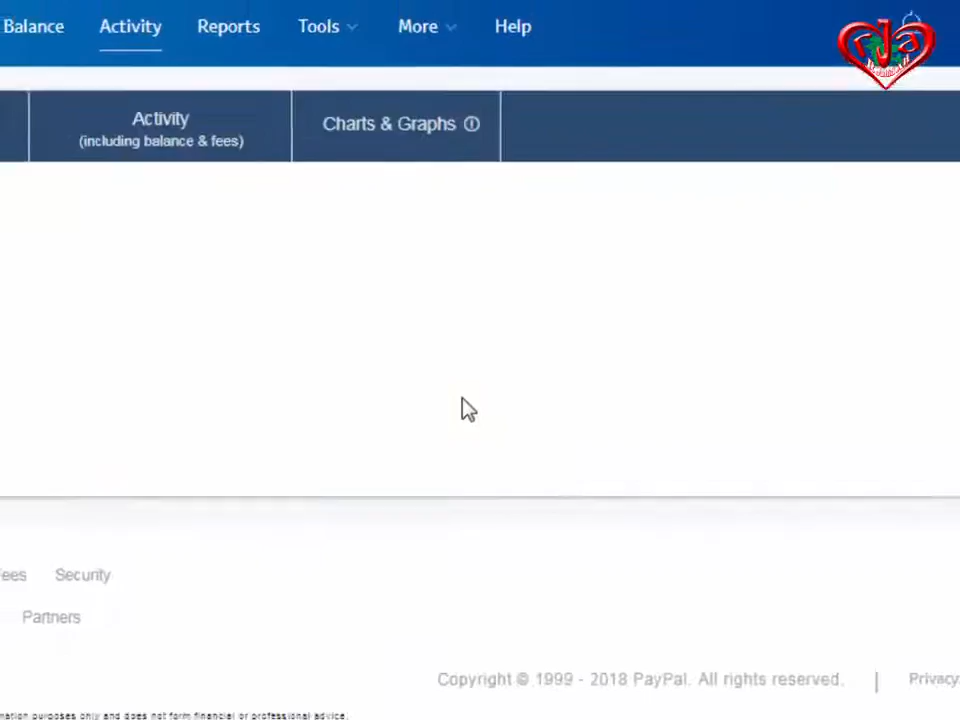 Balance Activity Reports Tools More Help
Activity
(including balance & fees)
Charts & Graphs
Security
Partners
Copyright © 1999 - 2018 PayPal. All rights reserved. | Privacy
purposes only and does not form financial or professional advice.